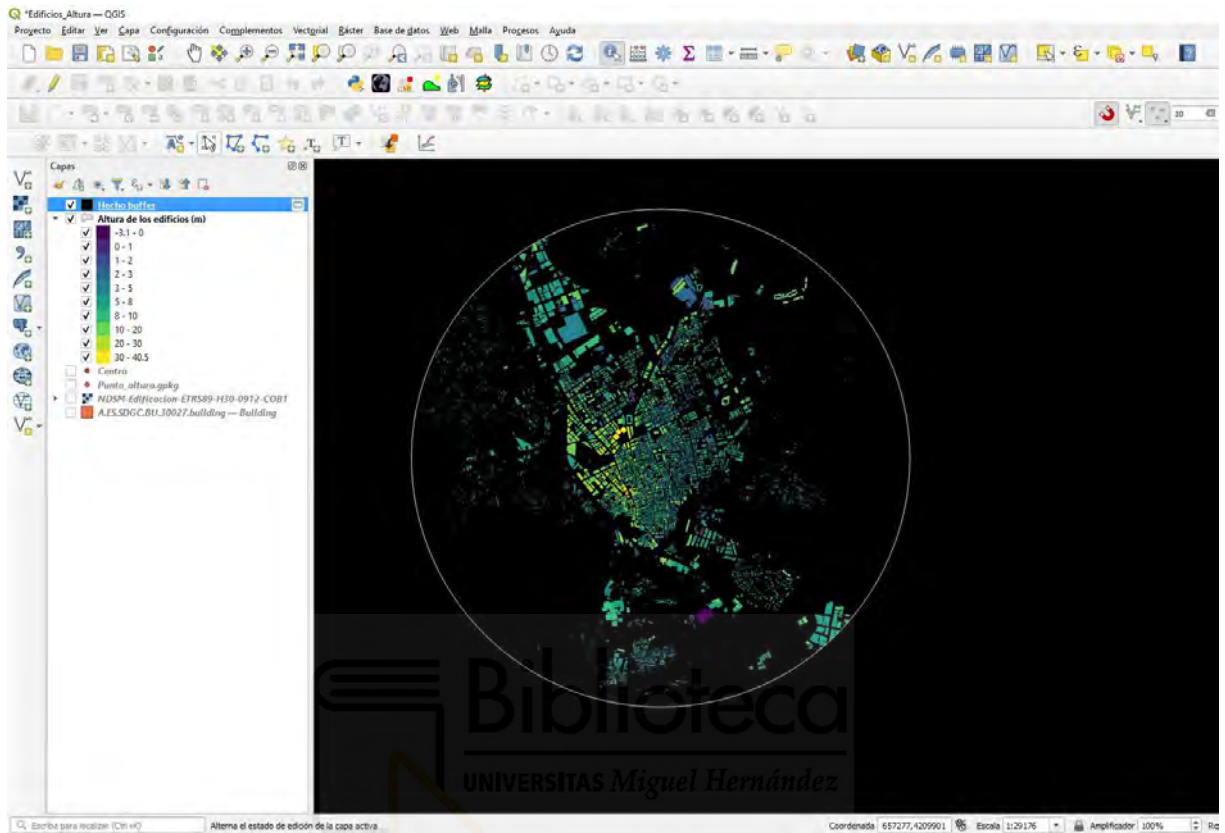 *Edificios_Altura — QGIS
Proyecto Editar Ver Capa Configuración Complementos Vectorial Ráster Base de datos Web Malla Procesos Ayuda
10
Capas
Hecho buffer
Altura de los edificios (m)
-3.1 - 0
0 - 1
1 - 2
2 - 3
3 - 5
5 - 8
8 - 10
10 - 20
20 - 30
30 - 40.5
Centro
Punto_altura.gpkg
NDSM-Edificacion-ETRS89-H30-0912-COB1
A.ES.SDGC.BU.30027.building — Building
Biblioteca
UNIVERSITAS Miguel Hernández
Escriba para localizar (Ctrl+K) Alterna el estado de edición de la capa activa Coordenada 657277,4209901 Escala 1:29176 Amplificador 100% Ro